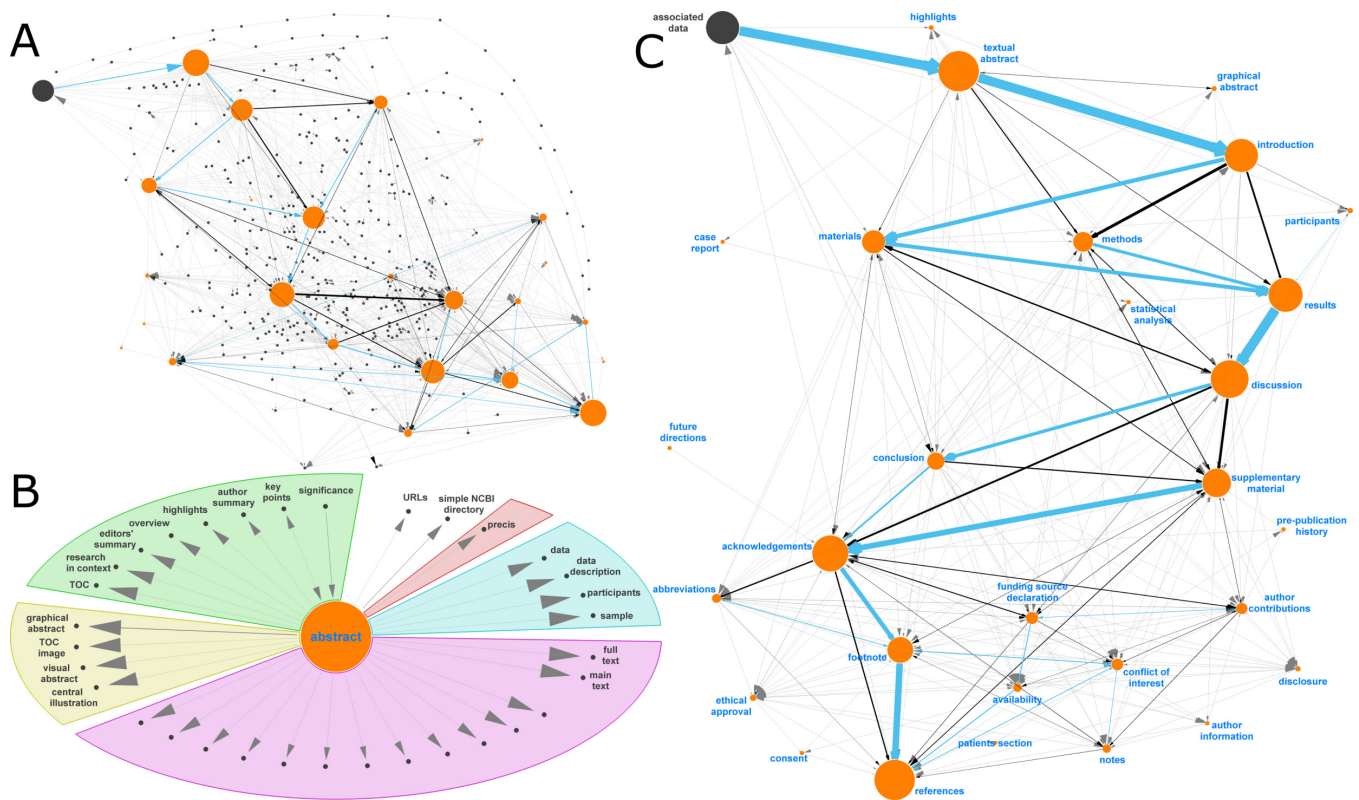 A
B
significance
key
points
author
summary
highlights
overview
editors'
summary
research
in context
TOC
URLs
simple NCBI
directory
precis
data
data
description
participants
sample
abstract
graphical
abstract
TOC
image
visual
abstract
central
illustration
full
text
main
text
C
associated
data
highlights
textual
abstract
graphical
abstract
introduction
participants
case
report
materials
methods
results
statistical
analysis
discussion
future
directions
conclusion
supplementary
material
pre-publication
history
acknowledgements
abbreviations
funding source
declaration
author
contributions
footnote
conflict of
interest
disclosure
ethical
approval
availability
author
information
patients section
consent
notes
references